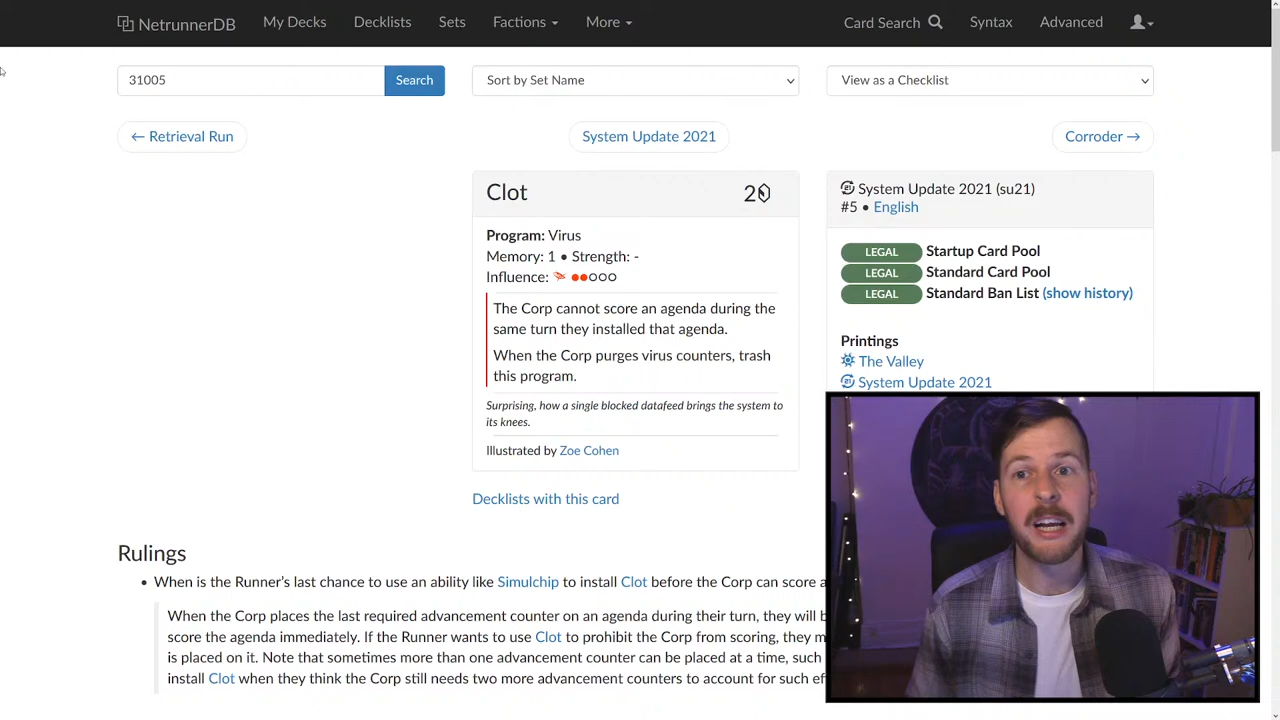 NetrunnerDB
My Decks
Decklists
Sets
Factions
More
Card Search
Syntax
Advanced
31005
Search
Sort by Set Name
View as a Checklist
← Retrieval Run
System Update 2021
Corroder →
Clot
2
Program: Virus
Memory: 1 • Strength: -
Influence:
The Corp cannot score an agenda during the
same turn they installed that agenda.
When the Corp purges virus counters, trash
this program.
Surprising, how a single blocked datafeed brings the system to
its knees.
Illustrated by Zoe Cohen
Decklists with this card
System Update 2021 (su21)
#5 • English
LEGAL Startup Card Pool
LEGAL Standard Card Pool
LEGAL Standard Ban List (show history)
Printings
The Valley
System Update 2021
Rulings
• When is the Runner's last chance to use an ability like Simulchip to install Clot before the Corp can score a
When the Corp places the last required advancement counter on an agenda during their turn, they will b
score the agenda immediately. If the Runner wants to use Clot to prohibit the Corp from scoring, they m
is placed on it. Note that sometimes more than one advancement counter can be placed at a time, such
install Clot when they think the Corp still needs two more advancement counters to account for such ef